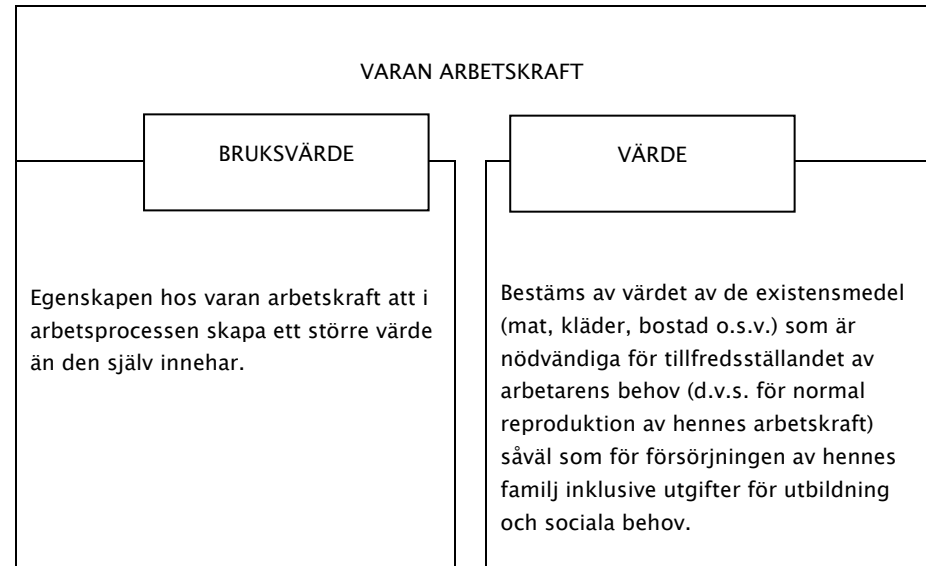 VARAN ARBETSKRAFT
BRUKSVÄRDE
Egenskapen hos varan arbetskraft att i
arbetsprocessen skapa ett större värde
än den själv innehar.
VÄRDE
Bestäms av värdet av de existensmedel
(mat, kläder, bostad o.s.v.) som är
nödvändiga för tillfredsställandet av
arbetarens behov (d.v.s. för normal
reproduktion av hennes arbetskraft)
såväl som för försörjningen av hennes
familj inklusive utgifter för utbildning
och sociala behov.